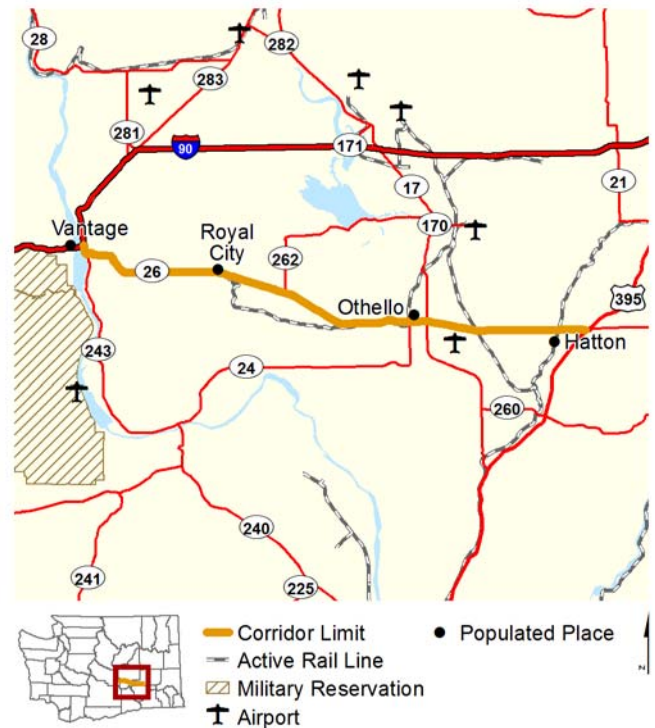 28
282
283
281
90
171
17
21
Vantage
Royal
City
170
26
262
Othello
395
Hatton
243
24
260
240
241
225
Corridor Limit
Populated Place
Active Rail Line
Military Reservation
Airport
N